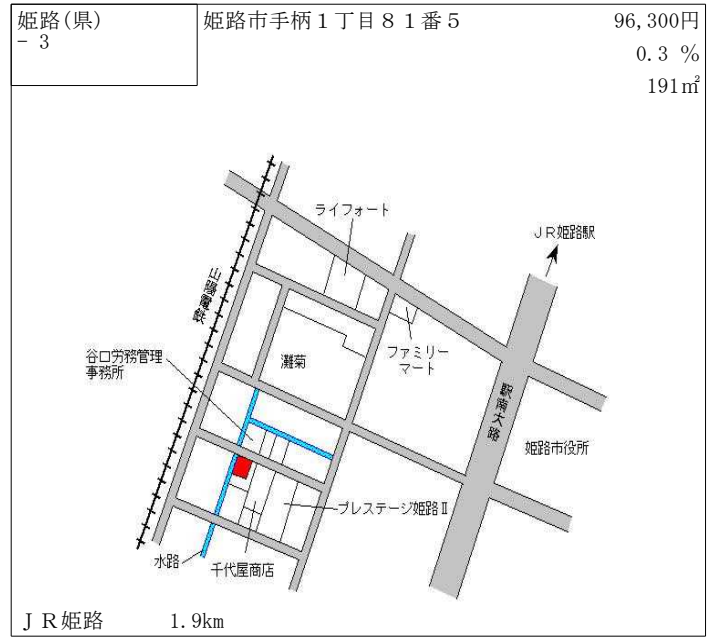 姫路(県)
- 3
姫路市手柄１丁目８１番５
96,300円
0.3 %
191㎡
ライフォート
ＪＲ姫路駅
山陽電鉄
谷口労務管理
事務所
灘菊
ファミリー
マート
駅南大路
姫路市役所
プレステージ姫路Ⅱ
水路
千代屋商店
ＪＲ姫路
1.9km